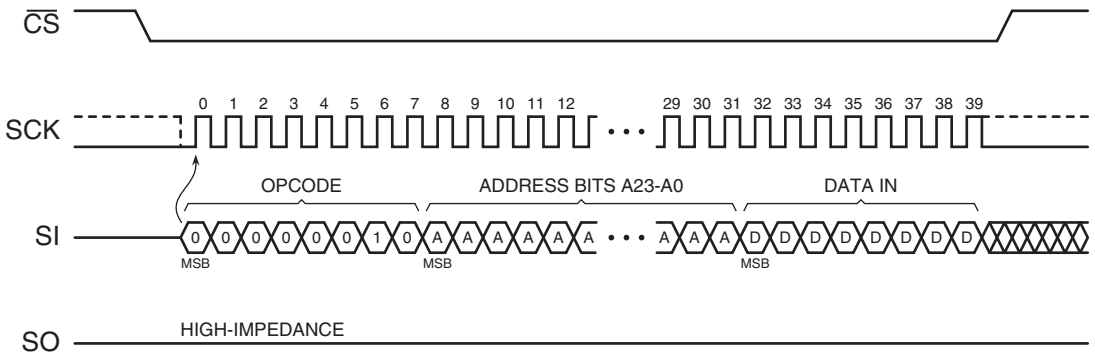 CS
0 1 2 3 4 5 6 7 8 9 10 11 12 29 30 31 32 33 34 35 36 37 38 39
SCK
OPCODE ADDRESS BITS A23-A0 DATA IN
SI 0 0 0 0 0 0 1 0 A A A A A A A A A D D D D D D D D
MSB MSB MSB
HIGH-IMPEDANCE
SO